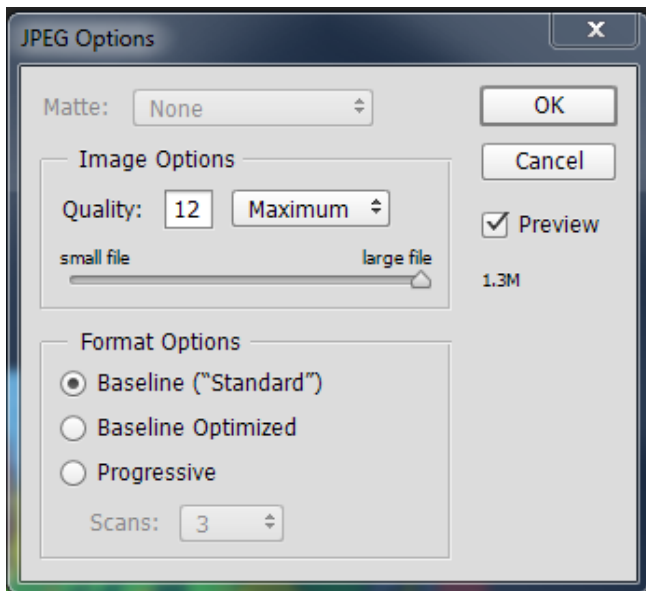 JPEG Options
x
Matte: None
OK
Image Options
Cancel
Quality: 12 Maximum
Preview
small file large file
1.3M
Format Options
Baseline (“Standard”)
Baseline Optimized
Progressive
Scans: 3